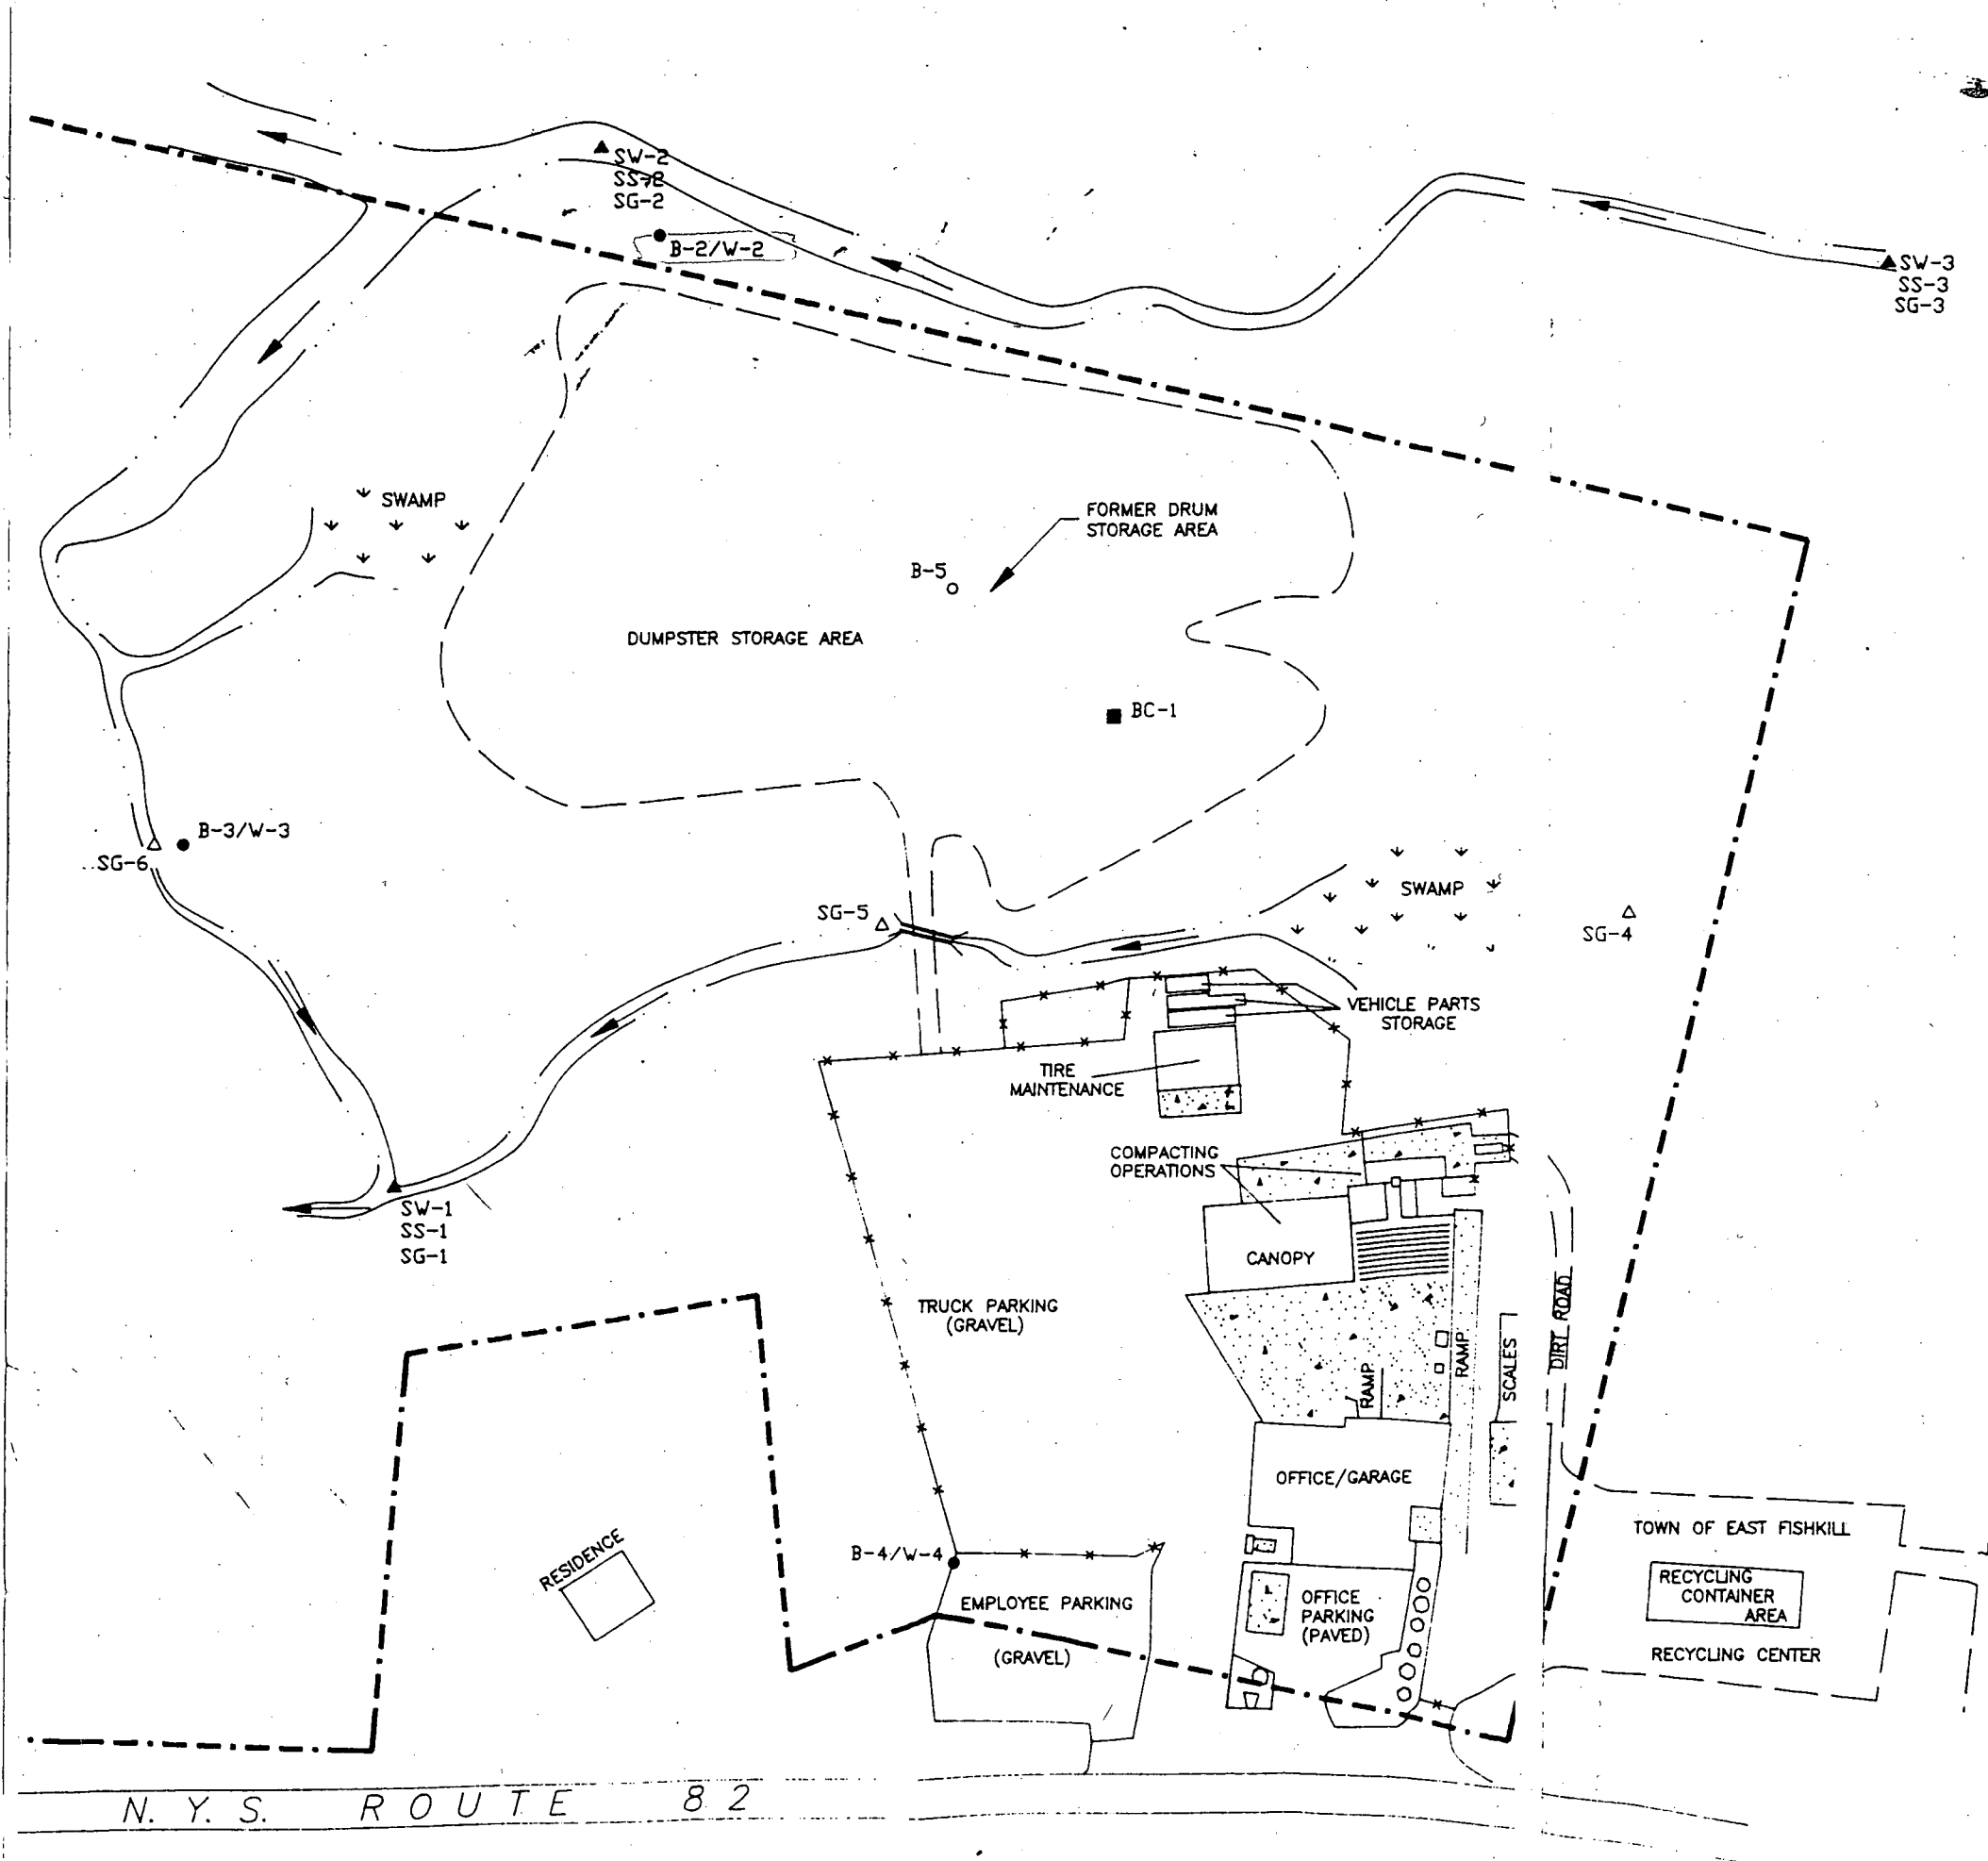 SW-2
SS-2
SG-2
B-2/W-2
SW-3
SS-3
SG-3
SWAMP
FORMER DRUM
STORAGE AREA
B-5
DUMPSTER STORAGE AREA
BC-1
B-3/W-3
SG-6
SWAMP
SG-5
SG-4
VEHICLE PARTS
STORAGE
TIRE
MAINTENANCE
COMPACTING
OPERATIONS
SW-1
SS-1
SG-1
CANOPY
TRUCK PARKING
(GRAVEL)
RAMP
RAMP
SCALES
DIRT ROAD
OFFICE/GARAGE
TOWN OF EAST FISHKILL
RESIDENCE
B-4/W-4
RECYCLING
CONTAINER
AREA
EMPLOYEE PARKING
(GRAVEL)
OFFICE
PARKING
(PAVED)
RECYCLING CENTER
N.Y.S. ROUTE 82